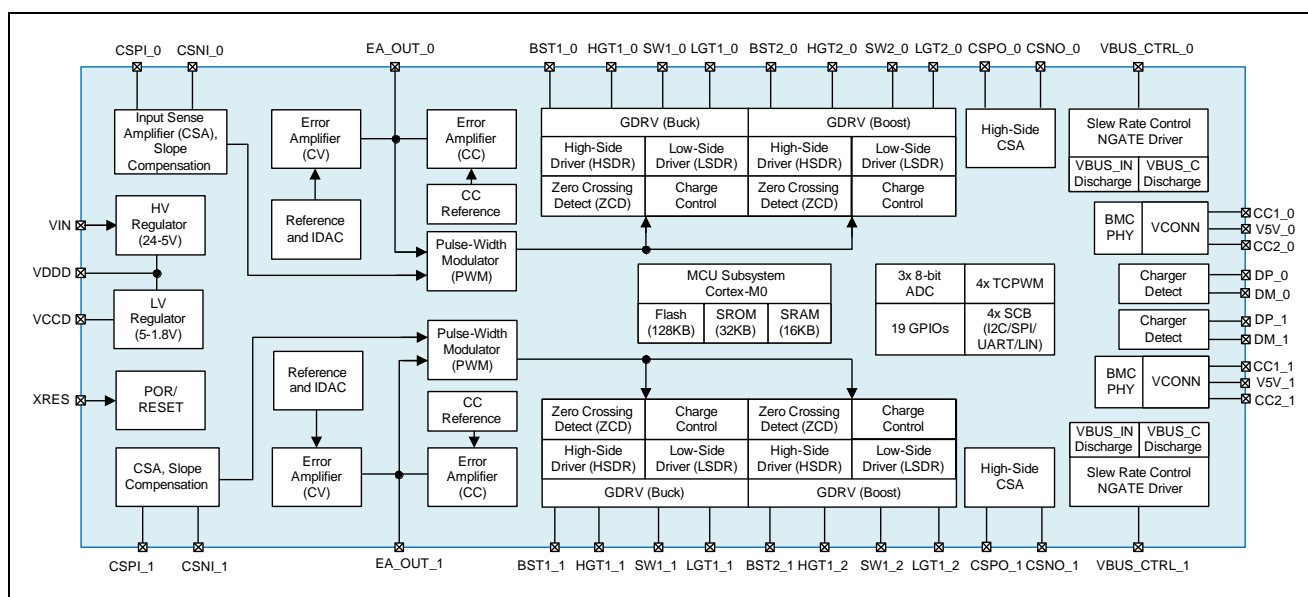 CSPI_0 CSNI_0 EA_OUT_0 BST1_0 HGT1_0 SW1_0 LGT1_0 BST2_0 HGT2_0 SW2_0 LGT2_0 CSPO_0 CSNO_0 VBUS_CTRL_0
Input Sense
Amplifier (CSA),
Slope
Compensation
Error
Amplifier
(CV)
Error
Amplifier
(CC)
CC
Reference
Reference
and IDAC
GDRV (Buck)
High-Side
Driver (HSDR)
Low-Side
Driver (LSDR)
Zero Crossing
Detect (ZCD)
Charge
Control
GDRV (Boost)
High-Side
Driver (HSDR)
Low-Side
Driver (LSDR)
Zero Crossing
Detect (ZCD)
Charge
Control
High-Side
CSA
Slew Rate Control
NGATE Driver
VBUS_IN
Discharge
VBUS_C
Discharge
VIN
HV
Regulator
(24-5V)
VDDD
VCCD
LV
Regulator
(5-1.8V)
Pulse-Width
Modulator
(PWM)
BMC
PHY
VCONN
CC1_0
V5V_0
CC2_0
MCU Subsystem
Cortex-M0
Flash
(128KB)
SROM
(32KB)
SRAM
(16KB)
3x 8-bit
ADC
4x TCPWM
19 GPIOs
4x SCB
(I2C/SPI/
UART/LIN)
Charger
Detect
DP_0
DM_0
Charger
Detect
DP_1
DM_1
Pulse-Width
Modulator
(PWM)
Reference
and IDAC
CC
Reference
XRES
POR/
RESET
BMC
PHY
VCONN
CC1_1
V5V_1
CC2_1
CSA, Slope
Compensation
Error
Amplifier
(CV)
Error
Amplifier
(CC)
Zero Crossing
Detect (ZCD)
Charge
Control
High-Side
Driver (HSDR)
Low-Side
Driver (LSDR)
GDRV (Buck)
Zero Crossing
Detect (ZCD)
Charge
Control
High-Side
Driver (HSDR)
Low-Side
Driver (LSDR)
GDRV (Boost)
High-Side
CSA
VBUS_IN
Discharge
VBUS_C
Discharge
Slew Rate Control
NGATE Driver
CSPI_1 CSNI_1 EA_OUT_1 BST1_1 HGT1_1 SW1_1 LGT1_1 BST2_1 HGT1_2 SW1_2 LGT1_2 CSPO_1 CSNO_1 VBUS_CTRL_1